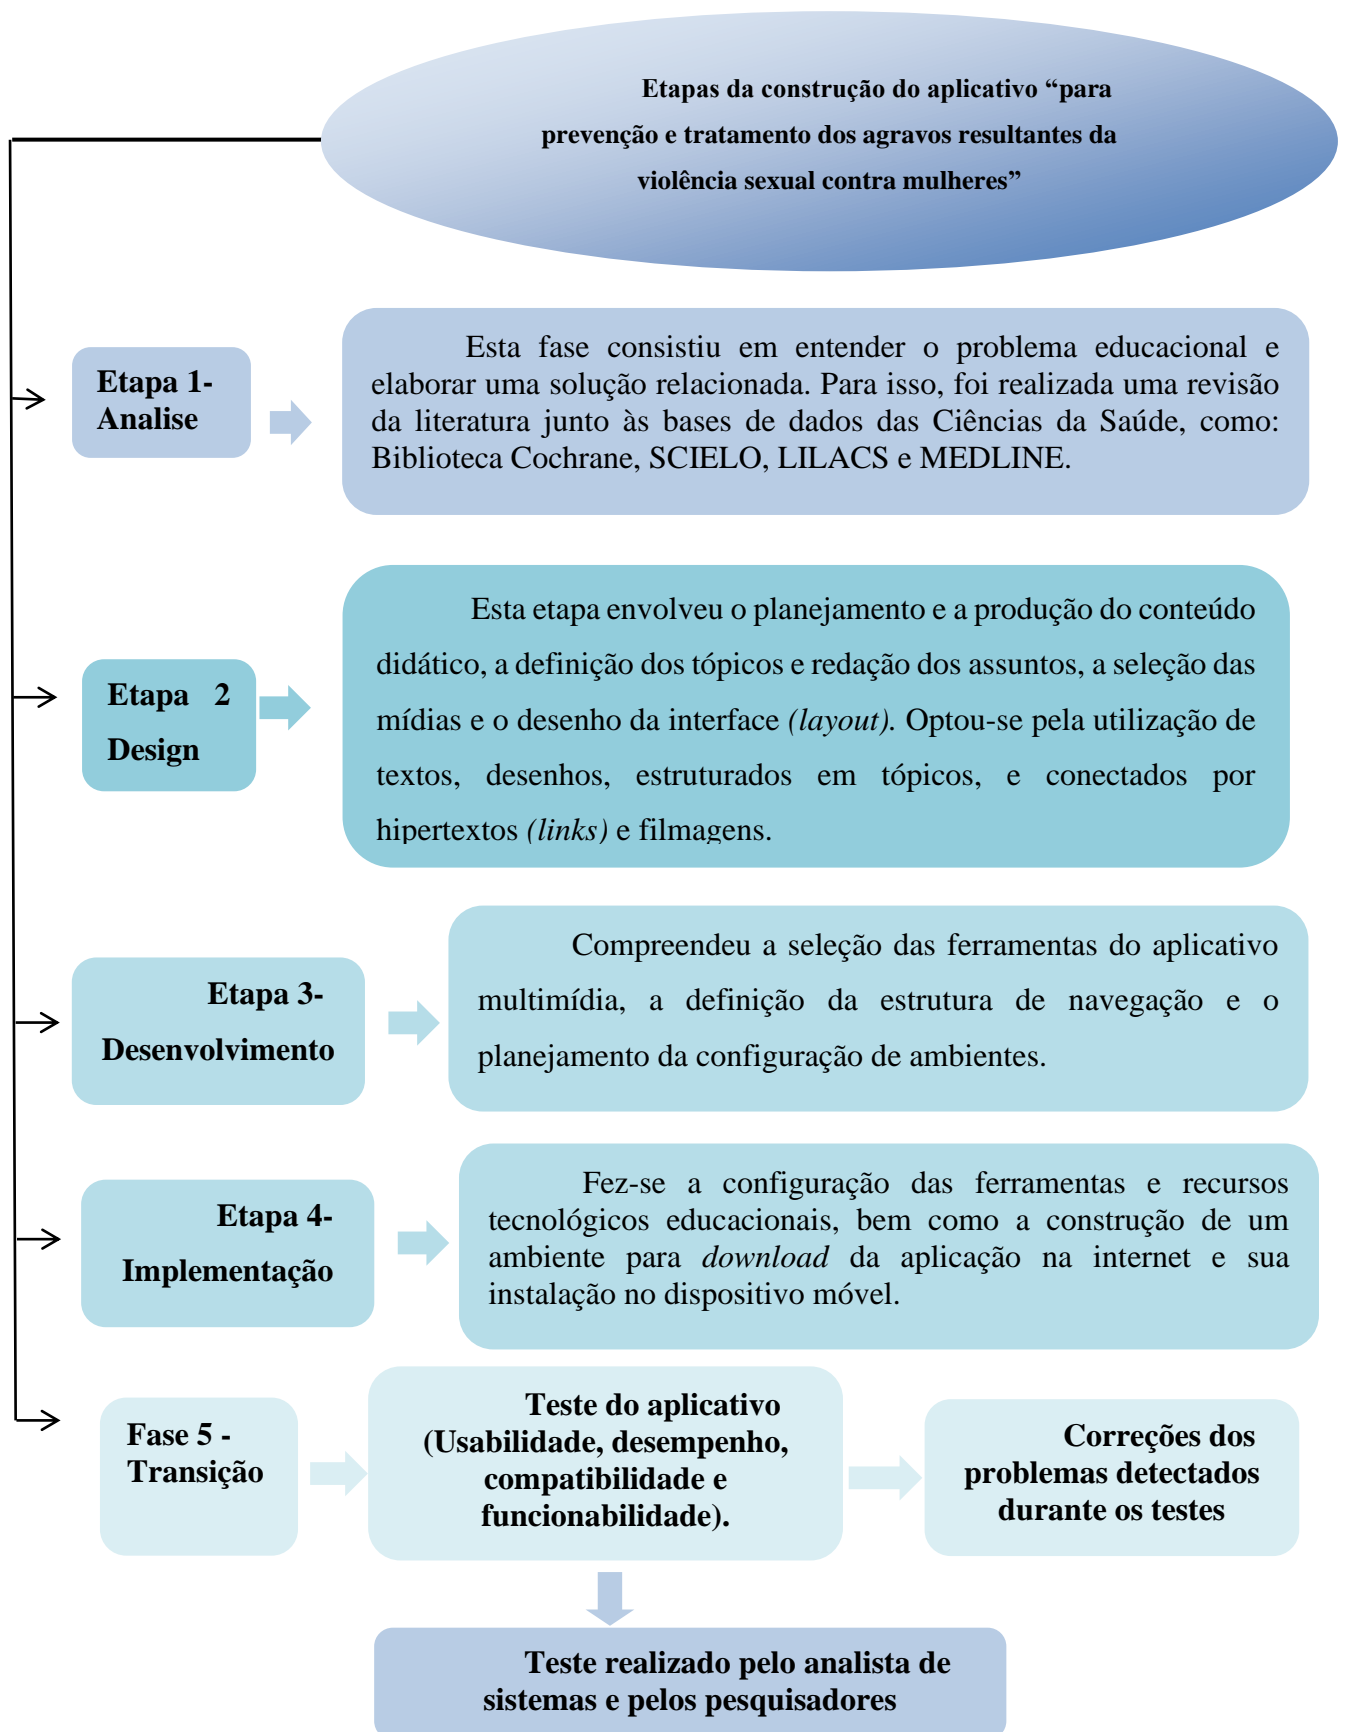 Etapas da construção do aplicativo “para
prevenção e tratamento dos agravos resultantes da
violência sexual contra mulheres”
Etapa 1-
Analise
Esta fase consistiu em entender o problema educacional e
elaborar uma solução relacionada. Para isso, foi realizada uma revisão
da literatura junto às bases de dados das Ciências da Saúde, como:
Biblioteca Cochrane, SCIELO, LILACS e MEDLINE.
Etapa 2
Design
Esta etapa envolveu o planejamento e a produção do conteúdo
didático, a definição dos tópicos e redação dos assuntos, a seleção das
mídias e o desenho da interface (layout). Optou-se pela utilização de
textos, desenhos, estruturados em tópicos, e conectados por
hipertextos (links) e filmagens.
Etapa 3-
Desenvolvimento
Compreendeu a seleção das ferramentas do aplicativo
multimídia, a definição da estrutura de navegação e o
planejamento da configuração de ambientes.
Etapa 4-
Implementação
Fez-se a configuração das ferramentas e recursos
tecnológicos educacionais, bem como a construção de um
ambiente para download da aplicação na internet e sua
instalação no dispositivo móvel.
Fase 5 -
Transição
Teste do aplicativo
(Usabilidade, desempenho,
compatibilidade e
funcionabilidade).
Correções dos
problemas detectados
durante os testes
Teste realizado pelo analista de
sistemas e pelos pesquisadores